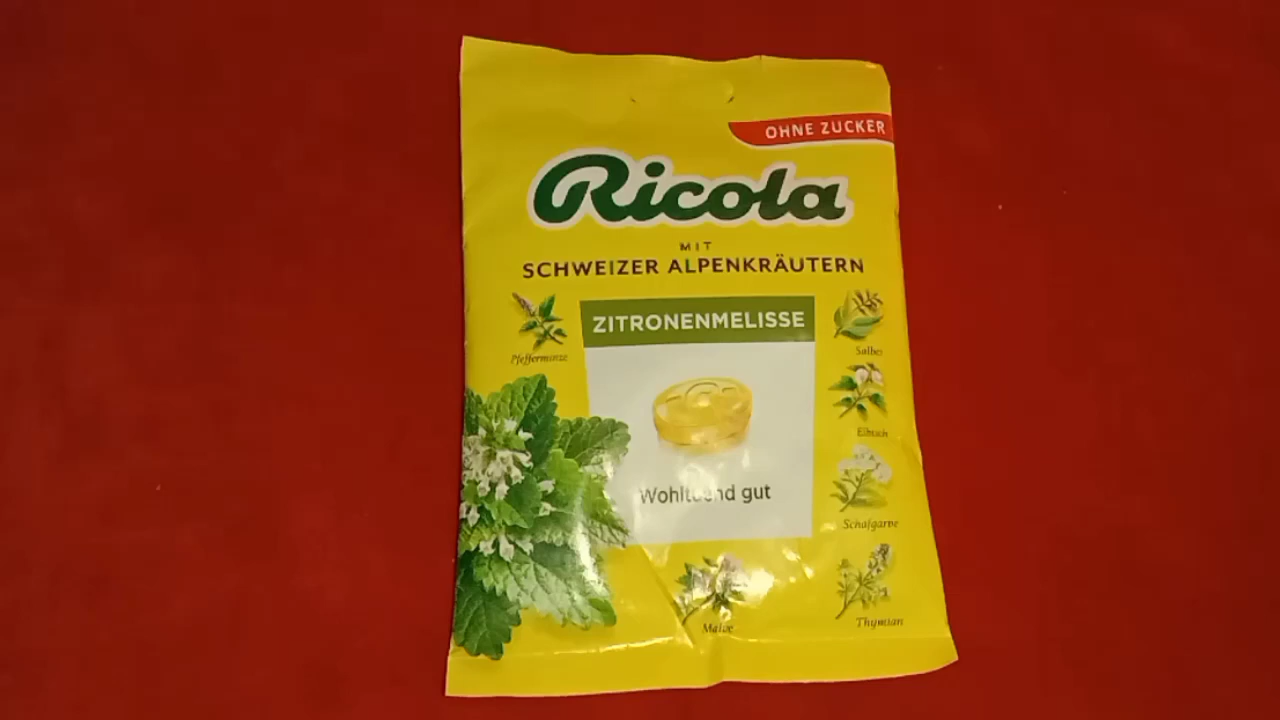 OHNE ZUCKER
Ricola
MIT
SCHWEIZER ALPENKRÄUTERN
ZITRONENMELISSE
Pfefferminze
Salbei
Eibisch
Wohltuend gut
Schafgarbe
Malve
Thymian